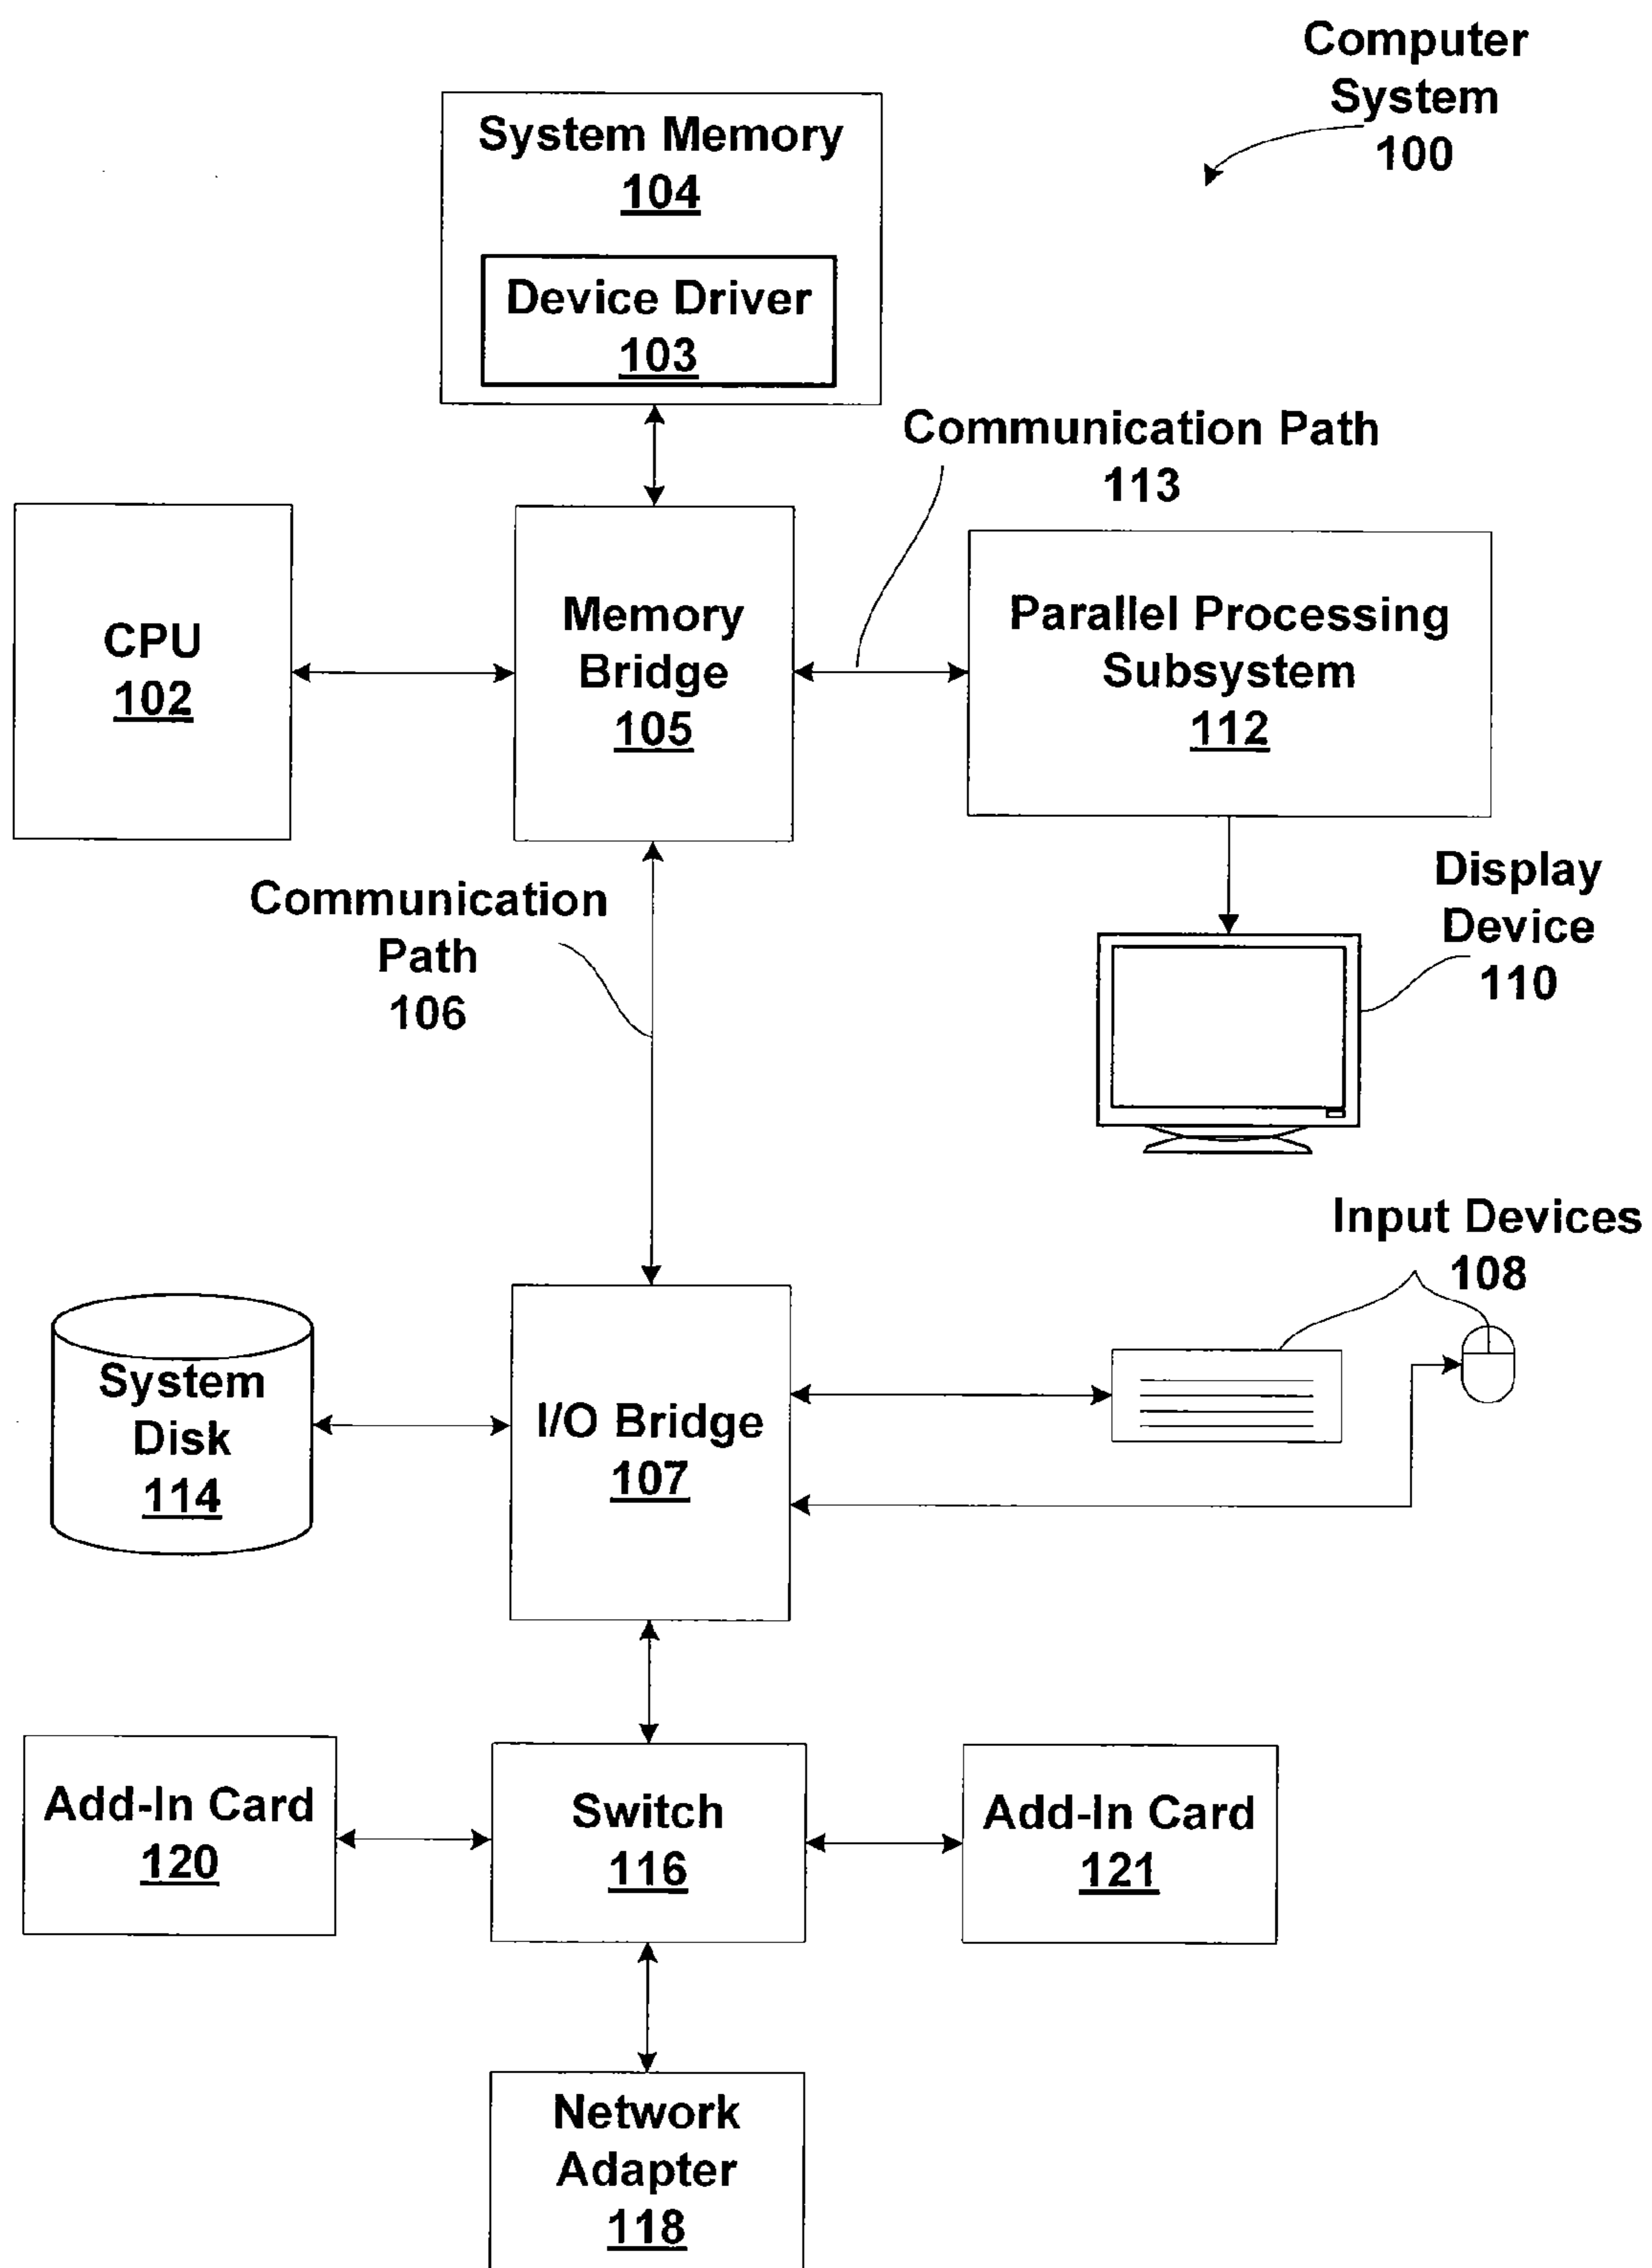 Computer
System
100
System Memory
104
Device Driver
103
Communication Path
113
CPU
102
Memory
Bridge
105
Parallel Processing
Subsystem
112
Communication
Path
106
Display
Device
110
Input Devices
108
System
Disk
114
I/O Bridge
107
Add-In Card
120
Switch
116
Add-In Card
121
Network
Adapter
118